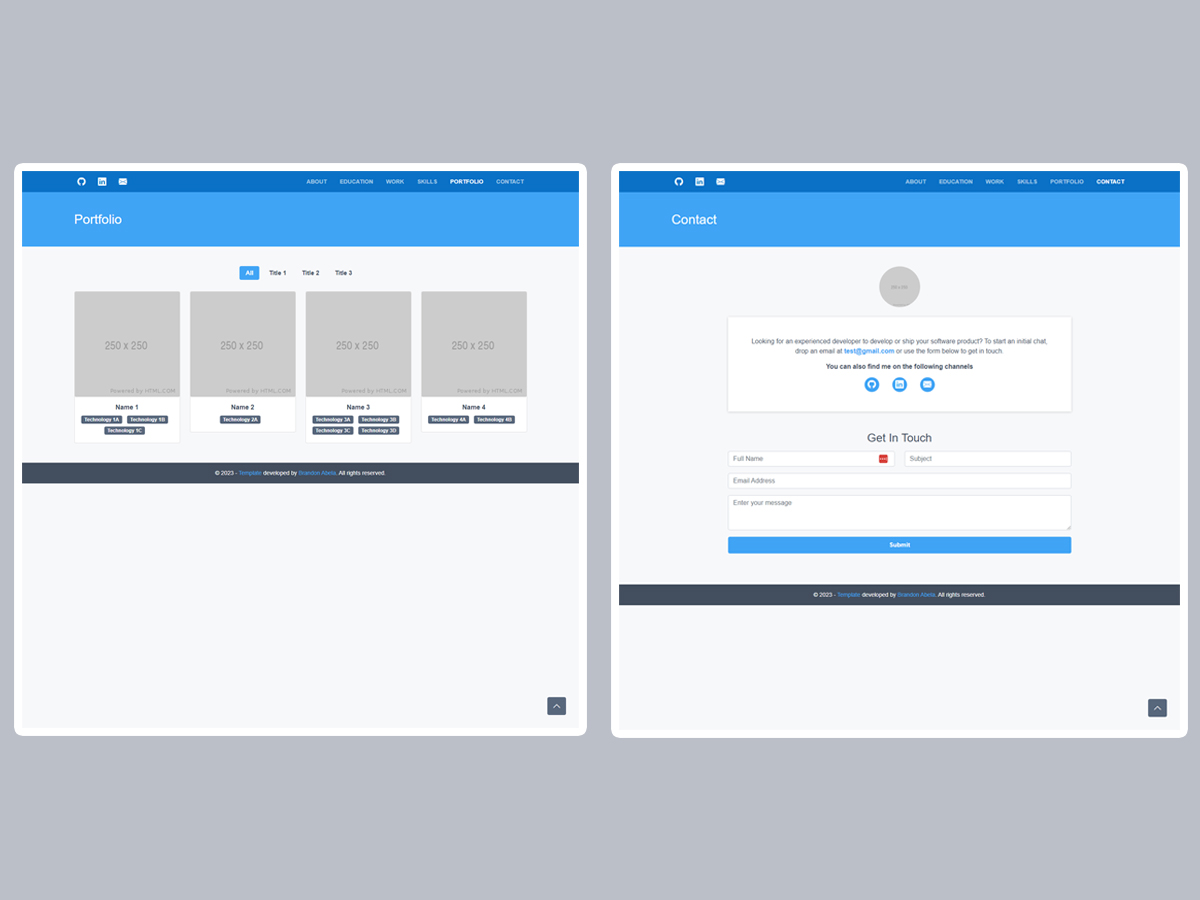 ABOUT EDUCATION WORK SKILLS PORTFOLIO CONTACT
Portfolio
All Title 1 Title 2 Title 3
250 x 250 250 x 250 250 x 250 250 x 250
Powered by HTML.COM Powered by HTML.COM Powered by HTML.COM Powered by HTML.COM
Name 1 Name 2 Name 3 Name 4
Technology 1A Technology 1B Technology 2A Technology 3A Technology 3B Technology 4A Technology 4B
Technology 1C Technology 3C Technology 3D
© 2023 - Template developed by Brandon Abela. All rights reserved.
ABOUT EDUCATION WORK SKILLS PORTFOLIO CONTACT
Contact
Looking for an experienced developer to develop or ship your software product? To start an initial chat,
drop an email at test@gmail.com or use the form below to get in touch
You can also find me on the following channels
Get In Touch
Full Name Subject
Email Address
Enter your message
Submit
© 2023 - Template developed by Brandon Abela. All rights reserved.